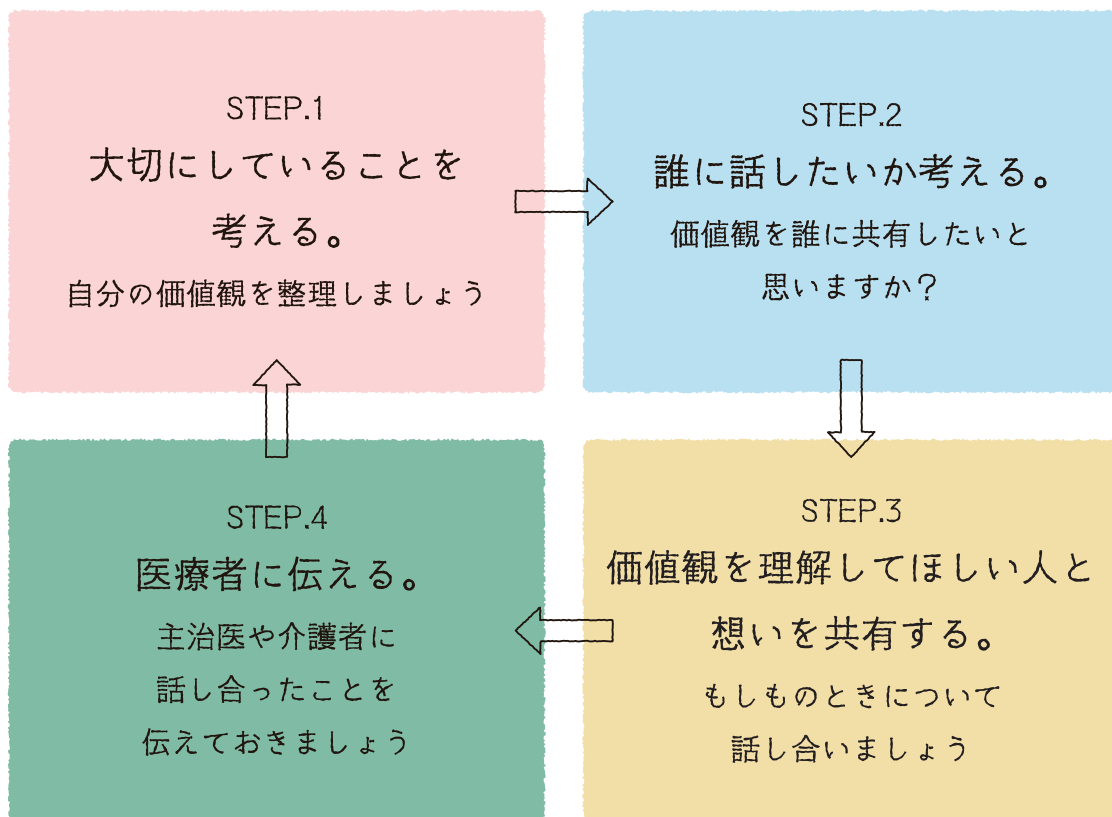 STEP.1
大切にしていることを
考える。
自分の価値観を整理しましょう
STEP.2
誰に話したいか考える。
価値観を誰に共有したいと
思いますか？
STEP.3
価値観を理解してほしい人と
想いを共有する。
もしものときについて
話し合いましょう
STEP.4
医療者に伝える。
主治医や介護者に
話し合ったことを
伝えておきましょう